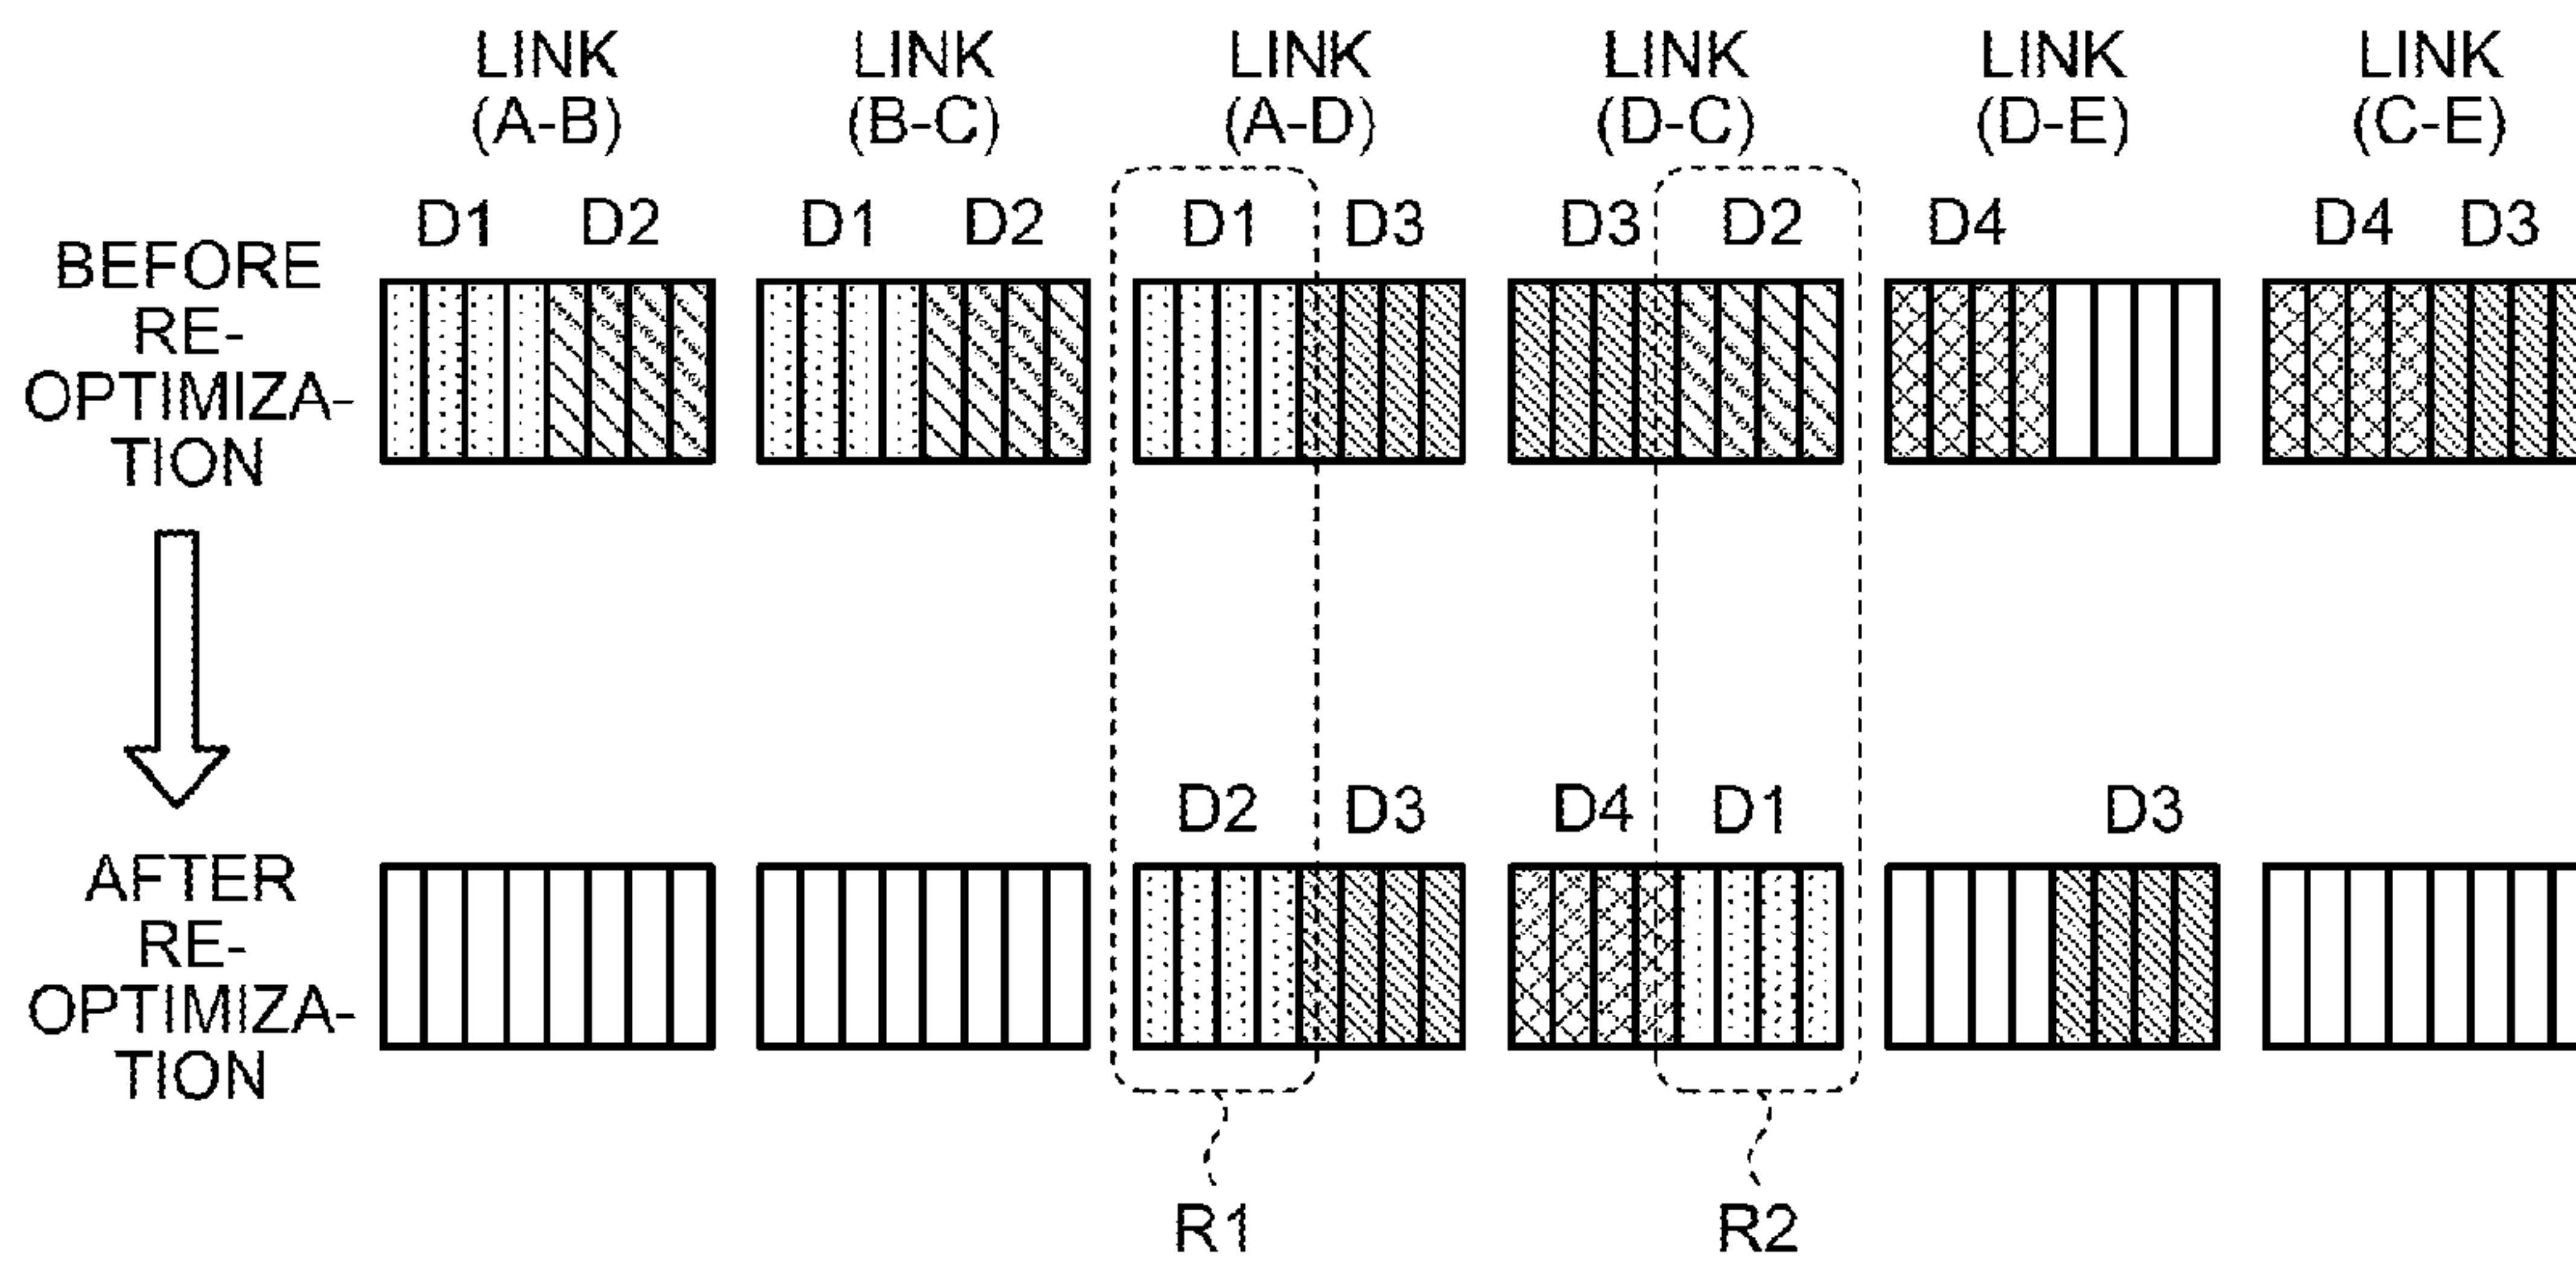 LINK
(A-B)
LINK
(B-C)
LINK
(A-D)
LINK
(D-C)
LINK
(D-E)
LINK
(C-E)
D1 D2 D1 D2 D1 D3 D3 D2 D4 D4 D3
BEFORE
RE-
OPTIMIZA-
TION
D2 D3 D4 D1 D3
AFTER
RE-
OPTIMIZA-
TION
R1 R2